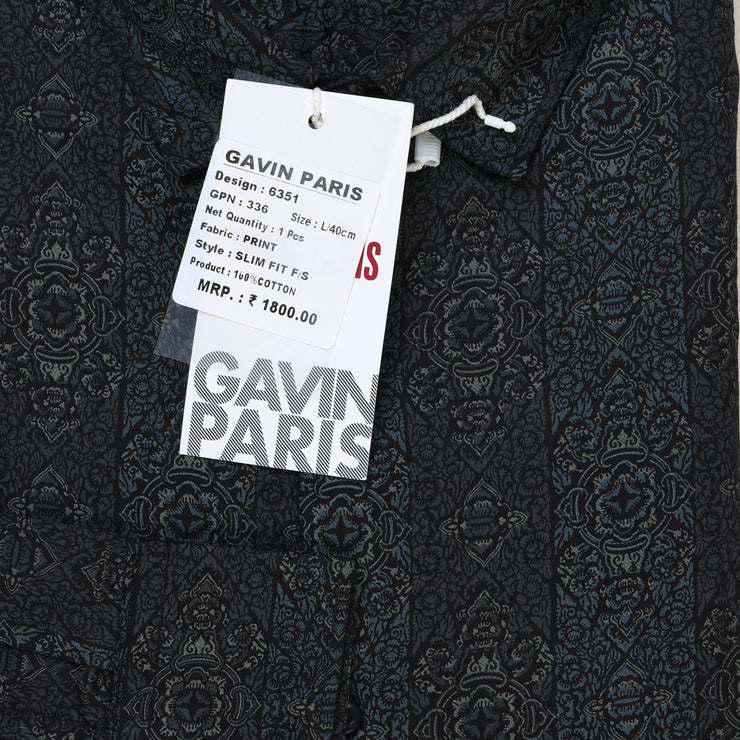 GAVIN PARIS
Design : 6351
GPN : 336 Size : L/40cm
Net Quantity : 1 Pcs
Fabric : PRINT
Style : SLIM FIT F/S
Product : 100%COTTON
MRP. : ₹ 1800.00
IS
GAVIN
PARIS